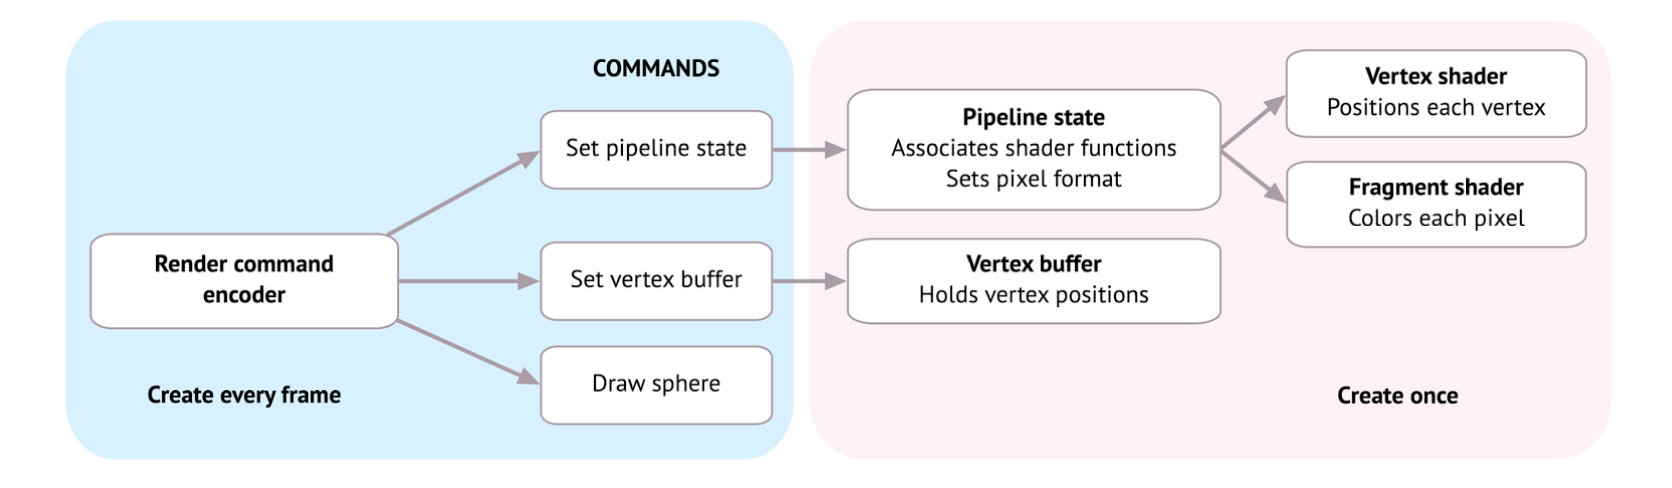 COMMANDS
Set pipeline state
Render command
encoder
Set vertex buffer
Draw sphere
Create every frame
Pipeline state
Associates shader functions
Sets pixel format
Vertex shader
Positions each vertex
Fragment shader
Colors each pixel
Vertex buffer
Holds vertex positions
Create once